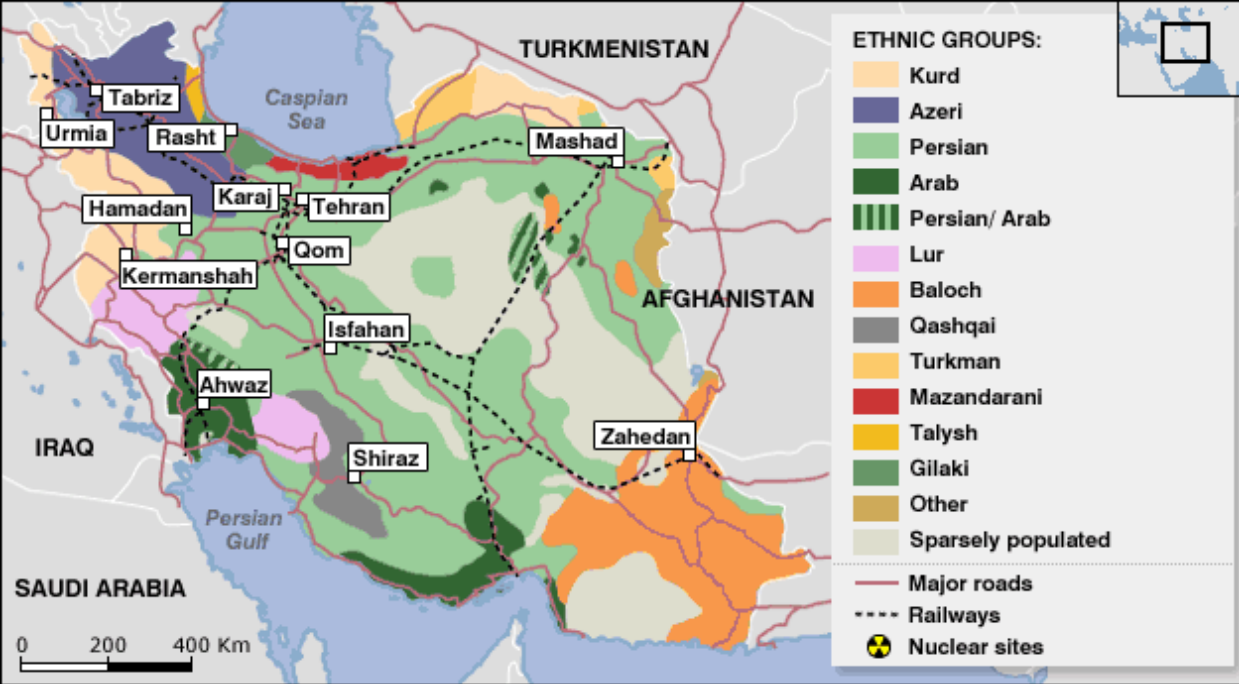 TURKMENISTAN
Caspian
Sea
Tabriz
Urmia
Rasht
Mashad
Karaj
Tehran
Hamadan
Qom
Kermanshah
AFGHANISTAN
Isfahan
Ahwaz
IRAQ
Zahedan
Shiraz
Persian
Gulf
SAUDI ARABIA
0 200 400 Km
ETHNIC GROUPS:
Kurd
Azeri
Persian
Arab
Persian/ Arab
Lur
Baloch
Qashqai
Turkman
Mazandarani
Talysh
Gilaki
Other
Sparsely populated
Major roads
Railways
Nuclear sites